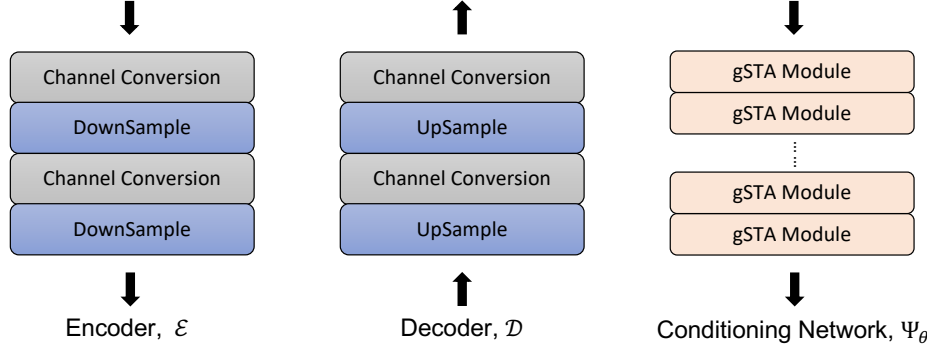 Channel Conversion
DownSample
Channel Conversion
DownSample
Encoder, ℰ
Channel Conversion
UpSample
Channel Conversion
UpSample
Decoder, 𝒟
gSTA Module
gSTA Module
gSTA Module
gSTA Module
Conditioning Network, Ψ_θ